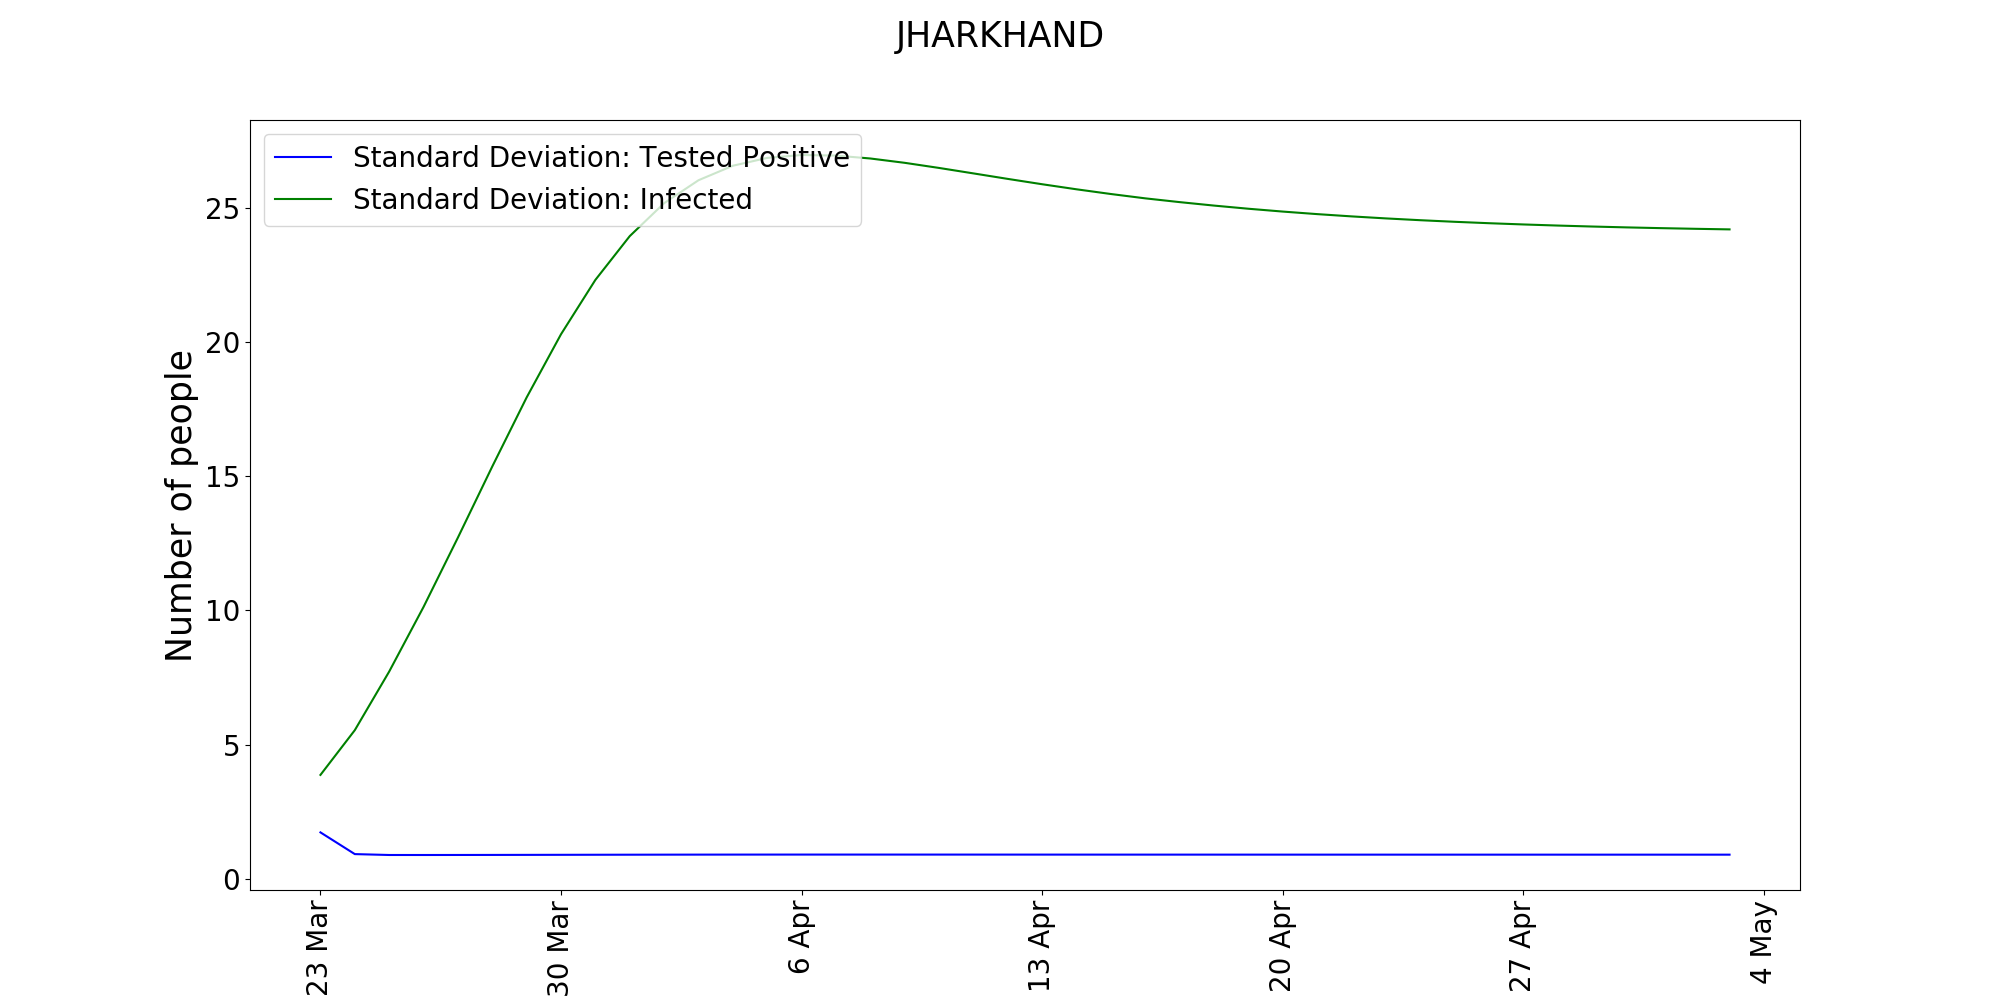 JHARKHAND
Standard Deviation: Tested Positive
Standard Deviation: Infected
Number of people
25
20
15
10
5
0
23 Mar
30 Mar
6 Apr
13 Apr
20 Apr
27 Apr
4 May